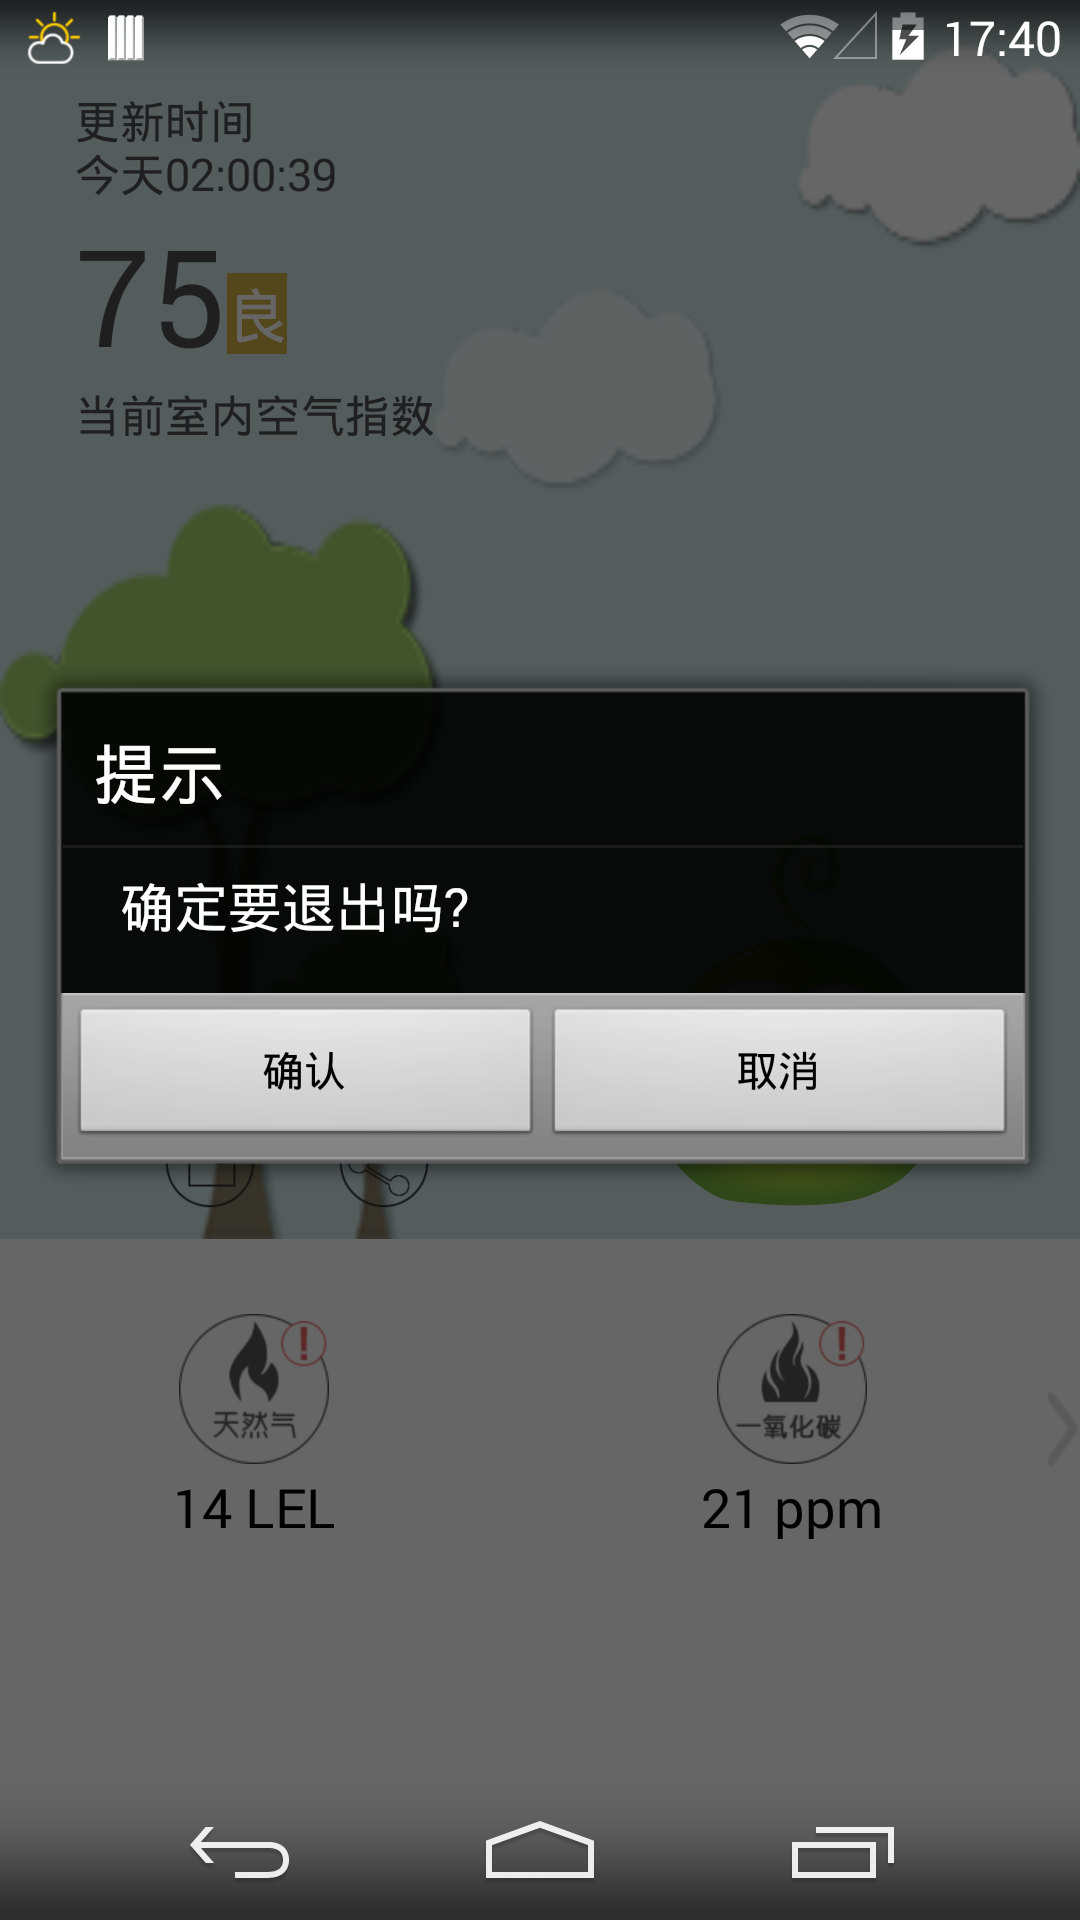 17:40
更新时间
今天02:00:39
75良
当前室内空气指数
提示
确定要退出吗?
确认 取消
天然气 一氧化碳
14 LEL 21 ppm